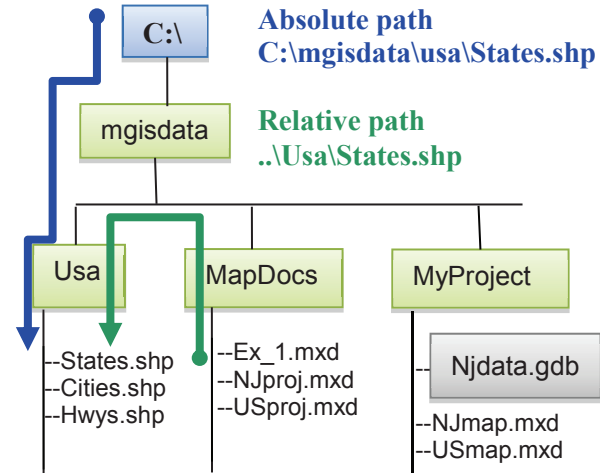 C:\
Absolute path
C:\mgisdata\usa\States.shp
mgisdata
Relative path
..\Usa\States.shp
Usa
MapDocs
MyProject
--States.shp
--Cities.shp
--Hwys.shp
--Ex_1.mxd
--NJproj.mxd
--USproj.mxd
--
Njdata.gdb
--NJmap.mxd
--USmap.mxd